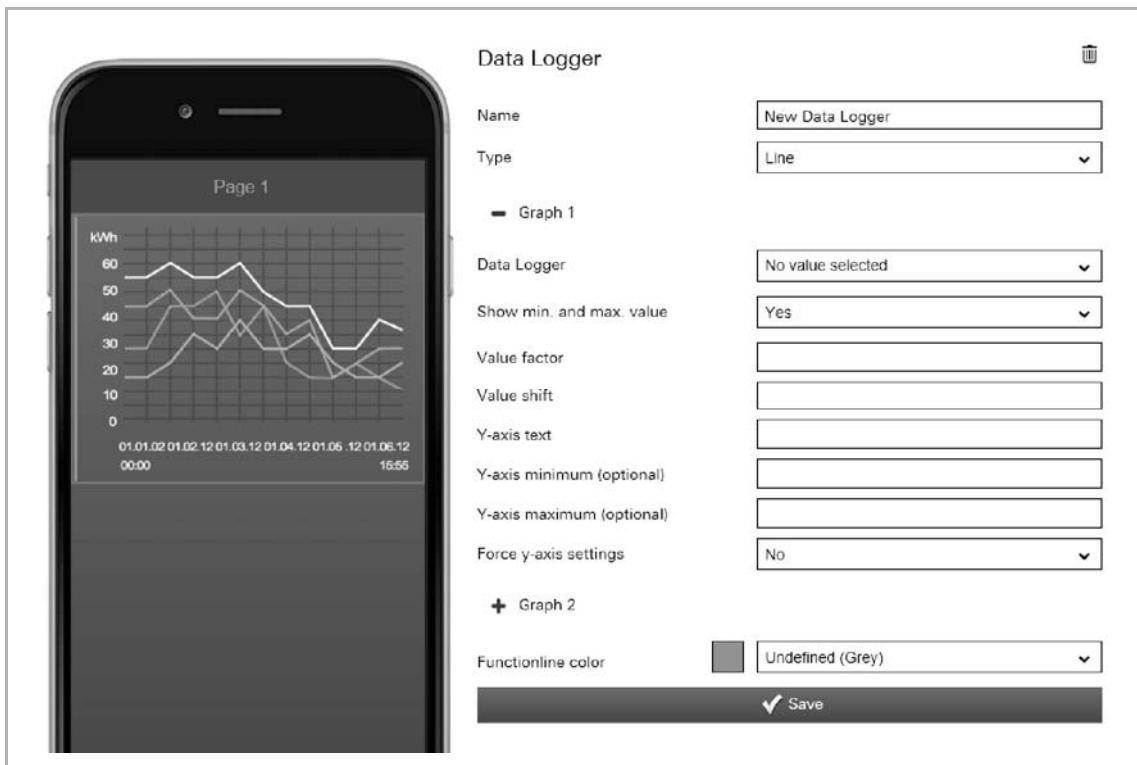 Page 1
kWh
60
50
40
30
20
10
0
01.01.02 01.02.12 01.03.12 01.04.12 01.05 .12 01.06.12
00:00 15:55
Data Logger
Name New Data Logger
Type Line
Graph 1
Data Logger No value selected
Show min. and max. value Yes
Value factor
Value shift
Y-axis text
Y-axis minimum (optional)
Y-axis maximum (optional)
Force y-axis settings No
Graph 2
Functionline color Undefined (Grey)
Save